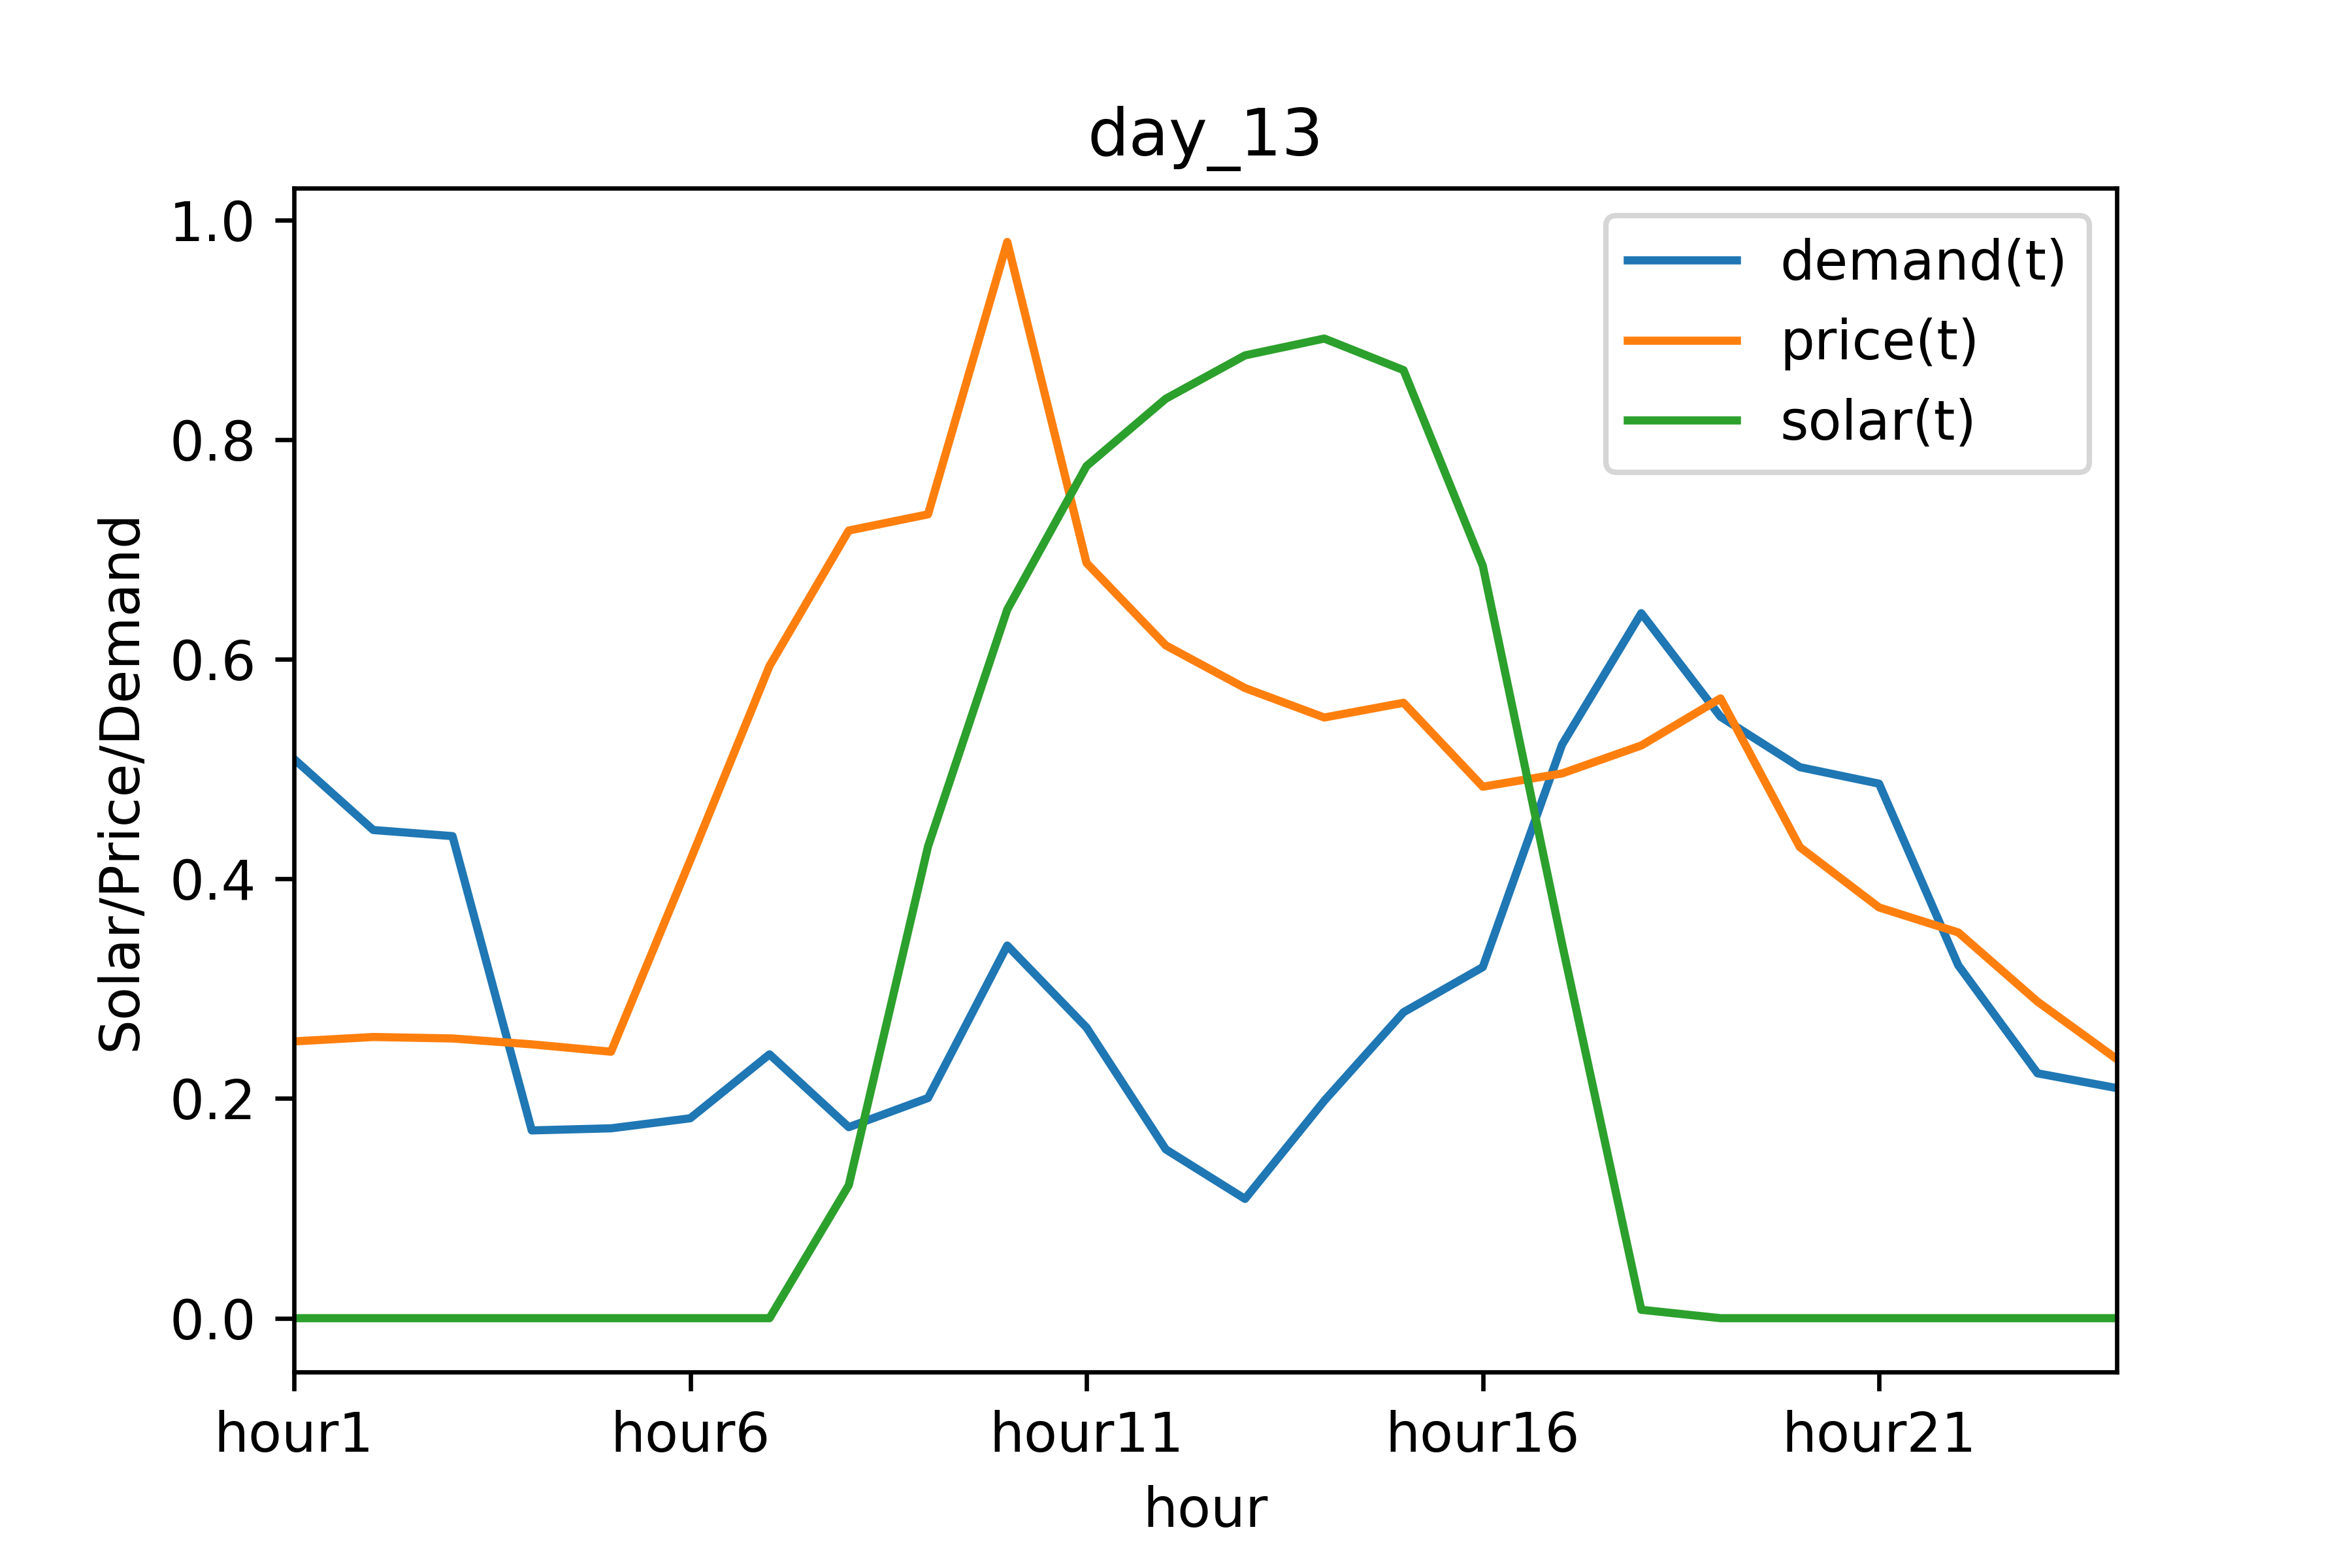 day_13
demand(t)
price(t)
solar(t)
Solar/Price/Demand
1.0
0.8
0.6
0.4
0.2
0.0
hour1 hour6 hour11 hour16 hour21
hour